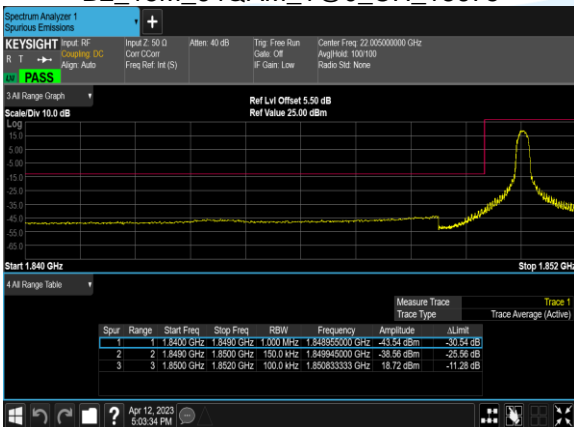 Spectrum Analyzer 1
Spurious Emissions
+
KEYSIGHT
R T
Input: RF
Coupling: DC
Align: Auto
Input Z: 50 Ω
Corr CCorr
Freq Ref: Int (S)
Atten: 40 dB
Trig: Free Run
Gate: Off
IF Gain: Low
Center Freq: 22.005000000 GHz
Avg|Hold: 100/100
Radio Std: None
PASS
3 All Range Graph
Scale/Div 10.0 dB
Ref Lvl Offset 5.50 dB
Ref Value 25.00 dBm
Log
15.0
5.00
-5.00
-15.0
-25.0
-35.0
-45.0
-55.0
-65.0
Start 1.840 GHz
Stop 1.852 GHz
4 All Range Table
Measure Trace Trace 1
Trace Type Trace Average (Active)
Spur Range Start Freq Stop Freq RBW Frequency Amplitude ΔLimit
1 1 1.8400 GHz 1.8490 GHz 1.000 MHz 1.848955000 GHz -43.54 dBm -30.54 dB
2 2 1.8490 GHz 1.8500 GHz 150.0 kHz 1.849945000 GHz -38.56 dBm -25.56 dB
3 3 1.8500 GHz 1.8520 GHz 100.0 kHz 1.850833333 GHz 18.72 dBm -11.28 dB
?
Apr 12, 2023
5:03:34 PM